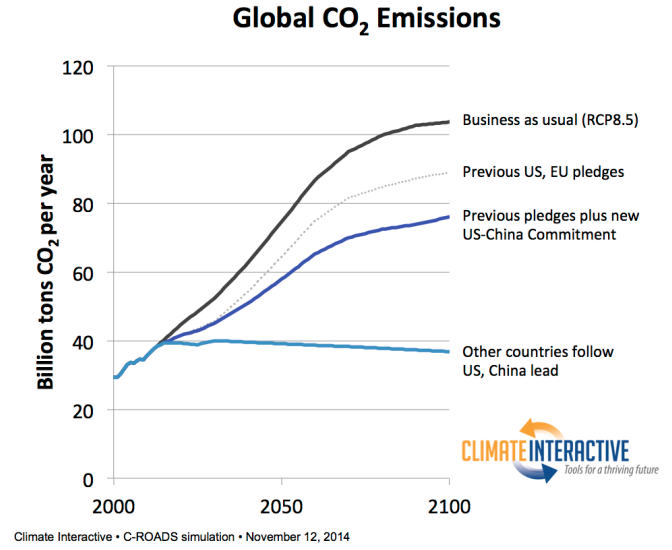 Global CO₂ Emissions
Billion tons CO₂ per year
120
100
80
60
40
20
0
2000
2050
2100
Business as usual (RCP8.5)
Previous US, EU pledges
Previous pledges plus new
US-China Commitment
Other countries follow
US, China lead
CLIMATEINTERACTIVE
Tools for a thriving future
Climate Interactive • C-ROADS simulation • November 12, 2014